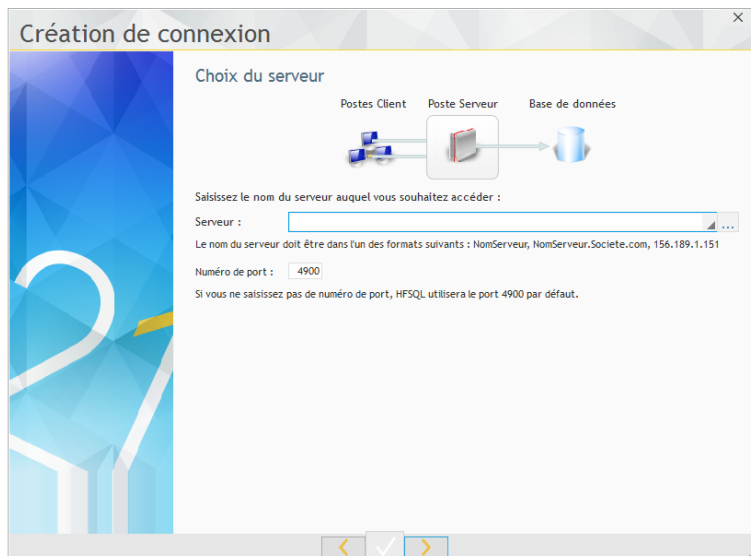 Création de connexion
Choix du serveur
Postes Client Poste Serveur Base de données
Saisissez le nom du serveur auquel vous souhaitez accéder :
Serveur :
...
Le nom du serveur doit être dans l'un des formats suivants : NomServeur, NomServeur.Societe.com, 156.189.1.151
Numéro de port : 4900
Si vous ne saisissez pas de numéro de port, HFSQL utilisera le port 4900 par défaut.